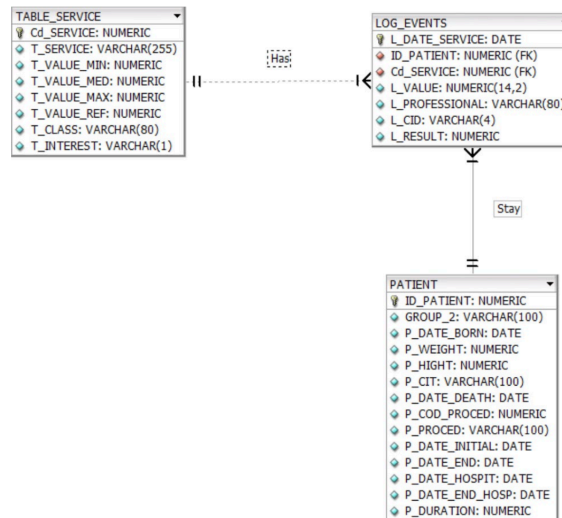 TABLE_SERVICE
Cd_SERVICE: NUMERIC
T_SERVICE: VARCHAR(255)
T_VALUE_MIN: NUMERIC
T_VALUE_MED: NUMERIC
T_VALUE_MAX: NUMERIC
T_VALUE_REF: NUMERIC
T_CLASS: VARCHAR(80)
T_INTEREST: VARCHAR(1)
Has
LOG_EVENTS
L_DATE_SERVICE: DATE
ID_PATIENT: NUMERIC (FK)
Cd_SERVICE: NUMERIC (FK)
L_VALUE: NUMERIC(14,2)
L_PROFESSIONAL: VARCHAR(80)
L_CID: VARCHAR(4)
L_RESULT: NUMERIC
Stay
PATIENT
ID_PATIENT: NUMERIC
GROUP_2: VARCHAR(100)
P_DATE_BORN: DATE
P_WEIGHT: NUMERIC
P_HIGHT: NUMERIC
P_CIT: VARCHAR(100)
P_DATE_DEATH: DATE
P_COD_PROCED: NUMERIC
P_PROCED: VARCHAR(100)
P_DATE_INITIAL: DATE
P_DATE_END: DATE
P_DATE_HOSPIT: DATE
P_DATE_END_HOSP: DATE
P_DURATION: NUMERIC